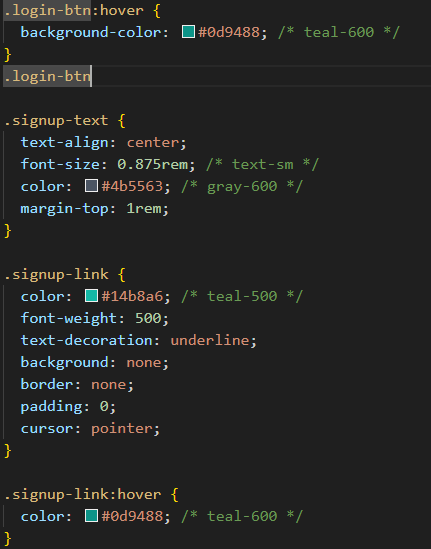 .login-btn:hover {
  background-color: #0d9488; /* teal-600 */
}
.login-btn

.signup-text {
  text-align: center;
  font-size: 0.875rem; /* text-sm */
  color: #4b5563; /* gray-600 */
  margin-top: 1rem;
}

.signup-link {
  color: #14b8a6; /* teal-500 */
  font-weight: 500;
  text-decoration: underline;
  background: none;
  border: none;
  padding: 0;
  cursor: pointer;
}

.signup-link:hover {
  color: #0d9488; /* teal-600 */
}